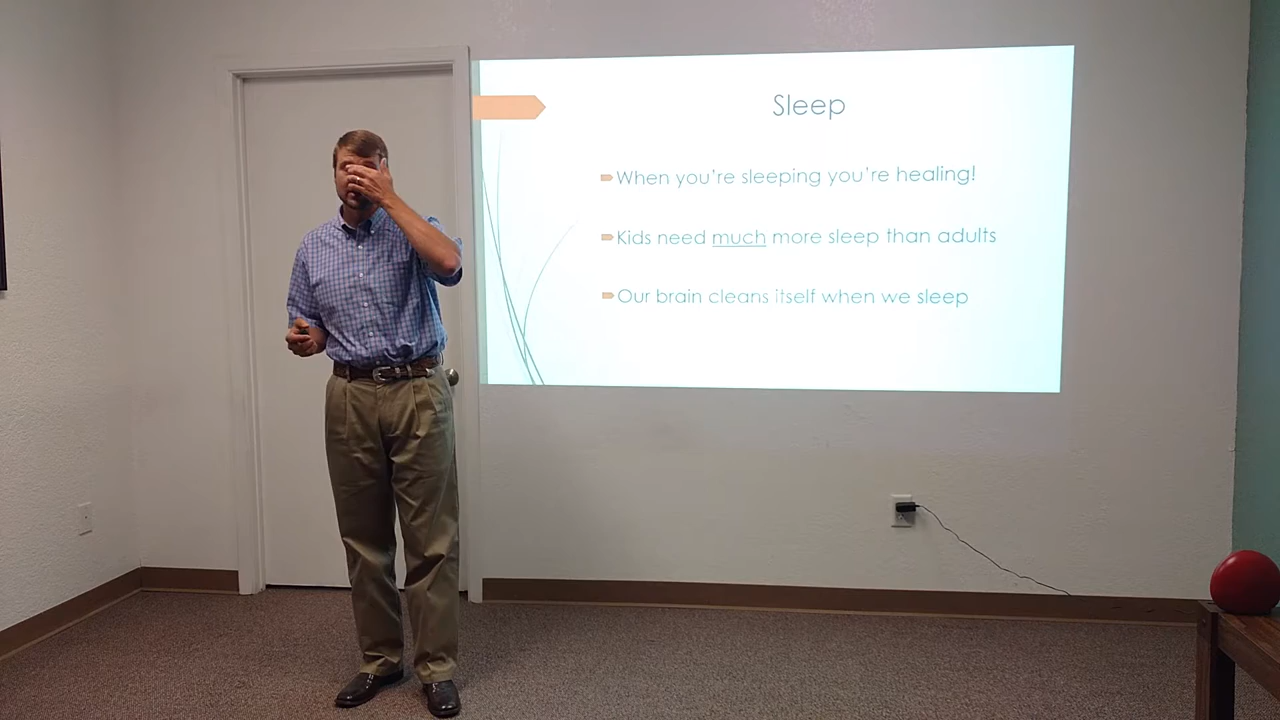 Sleep
When you're sleeping you're healing!
Kids need much more sleep than adults
Our brain cleans itself when we sleep